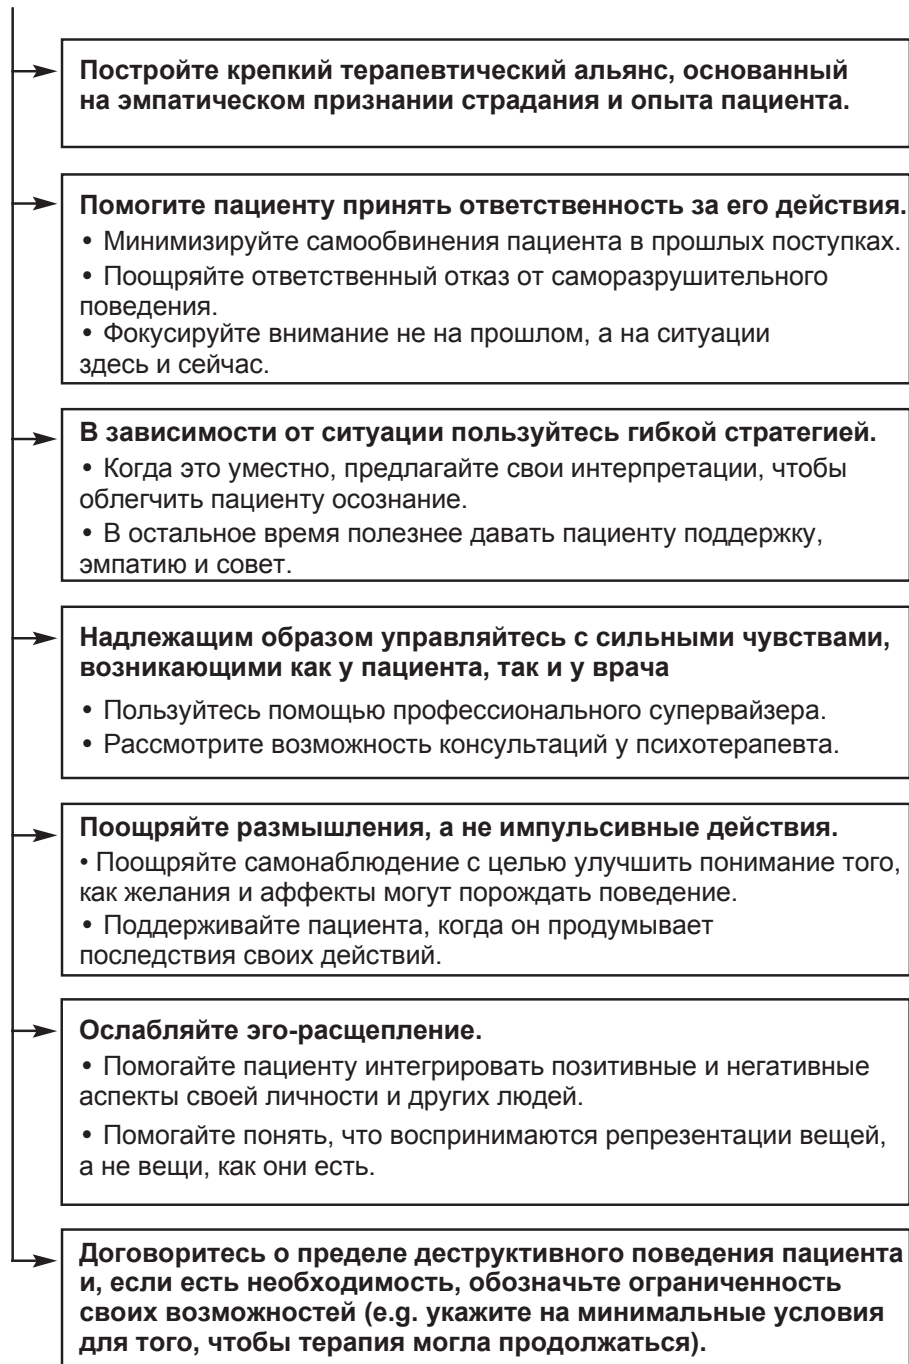 Постройте крепкий терапевтический альянс, основанный
на эмпатическом признании страдания и опыта пациента.
Помогите пациенту принять ответственность за его действия.
• Минимизируйте самообвинения пациента в прошлых поступках.
• Поощряйте ответственный отказ от саморазрушительного
поведения.
• Фокусируйте внимание не на прошлом, а на ситуации
здесь и сейчас.
В зависимости от ситуации пользуйтесь гибкой стратегией.
• Когда это уместно, предлагайте свои интерпретации, чтобы
облегчить пациенту осознание.
• В остальное время полезнее давать пациенту поддержку,
эмпатию и совет.
Надлежащим образом управляйтесь с сильными чувствами,
возникающими как у пациента, так и у врача
• Пользуйтесь помощью профессионального супервайзера.
• Рассмотрите возможность консультаций у психотерапевта.
Поощряйте размышления, а не импульсивные действия.
• Поощряйте самонаблюдение с целью улучшить понимание того,
как желания и аффекты могут порождать поведение.
• Поддерживайте пациента, когда он продумывает
последствия своих действий.
Ослабляйте эго-расщепление.
• Помогайте пациенту интегрировать позитивные и негативные
аспекты своей личности и других людей.
• Помогайте понять, что воспринимаются репрезентации вещей,
а не вещи, как они есть.
Договоритесь о пределе деструктивного поведения пациента
и, если есть необходимость, обозначьте ограниченность
своих возможностей (e.g. укажите на минимальные условия
для того, чтобы терапия могла продолжаться).